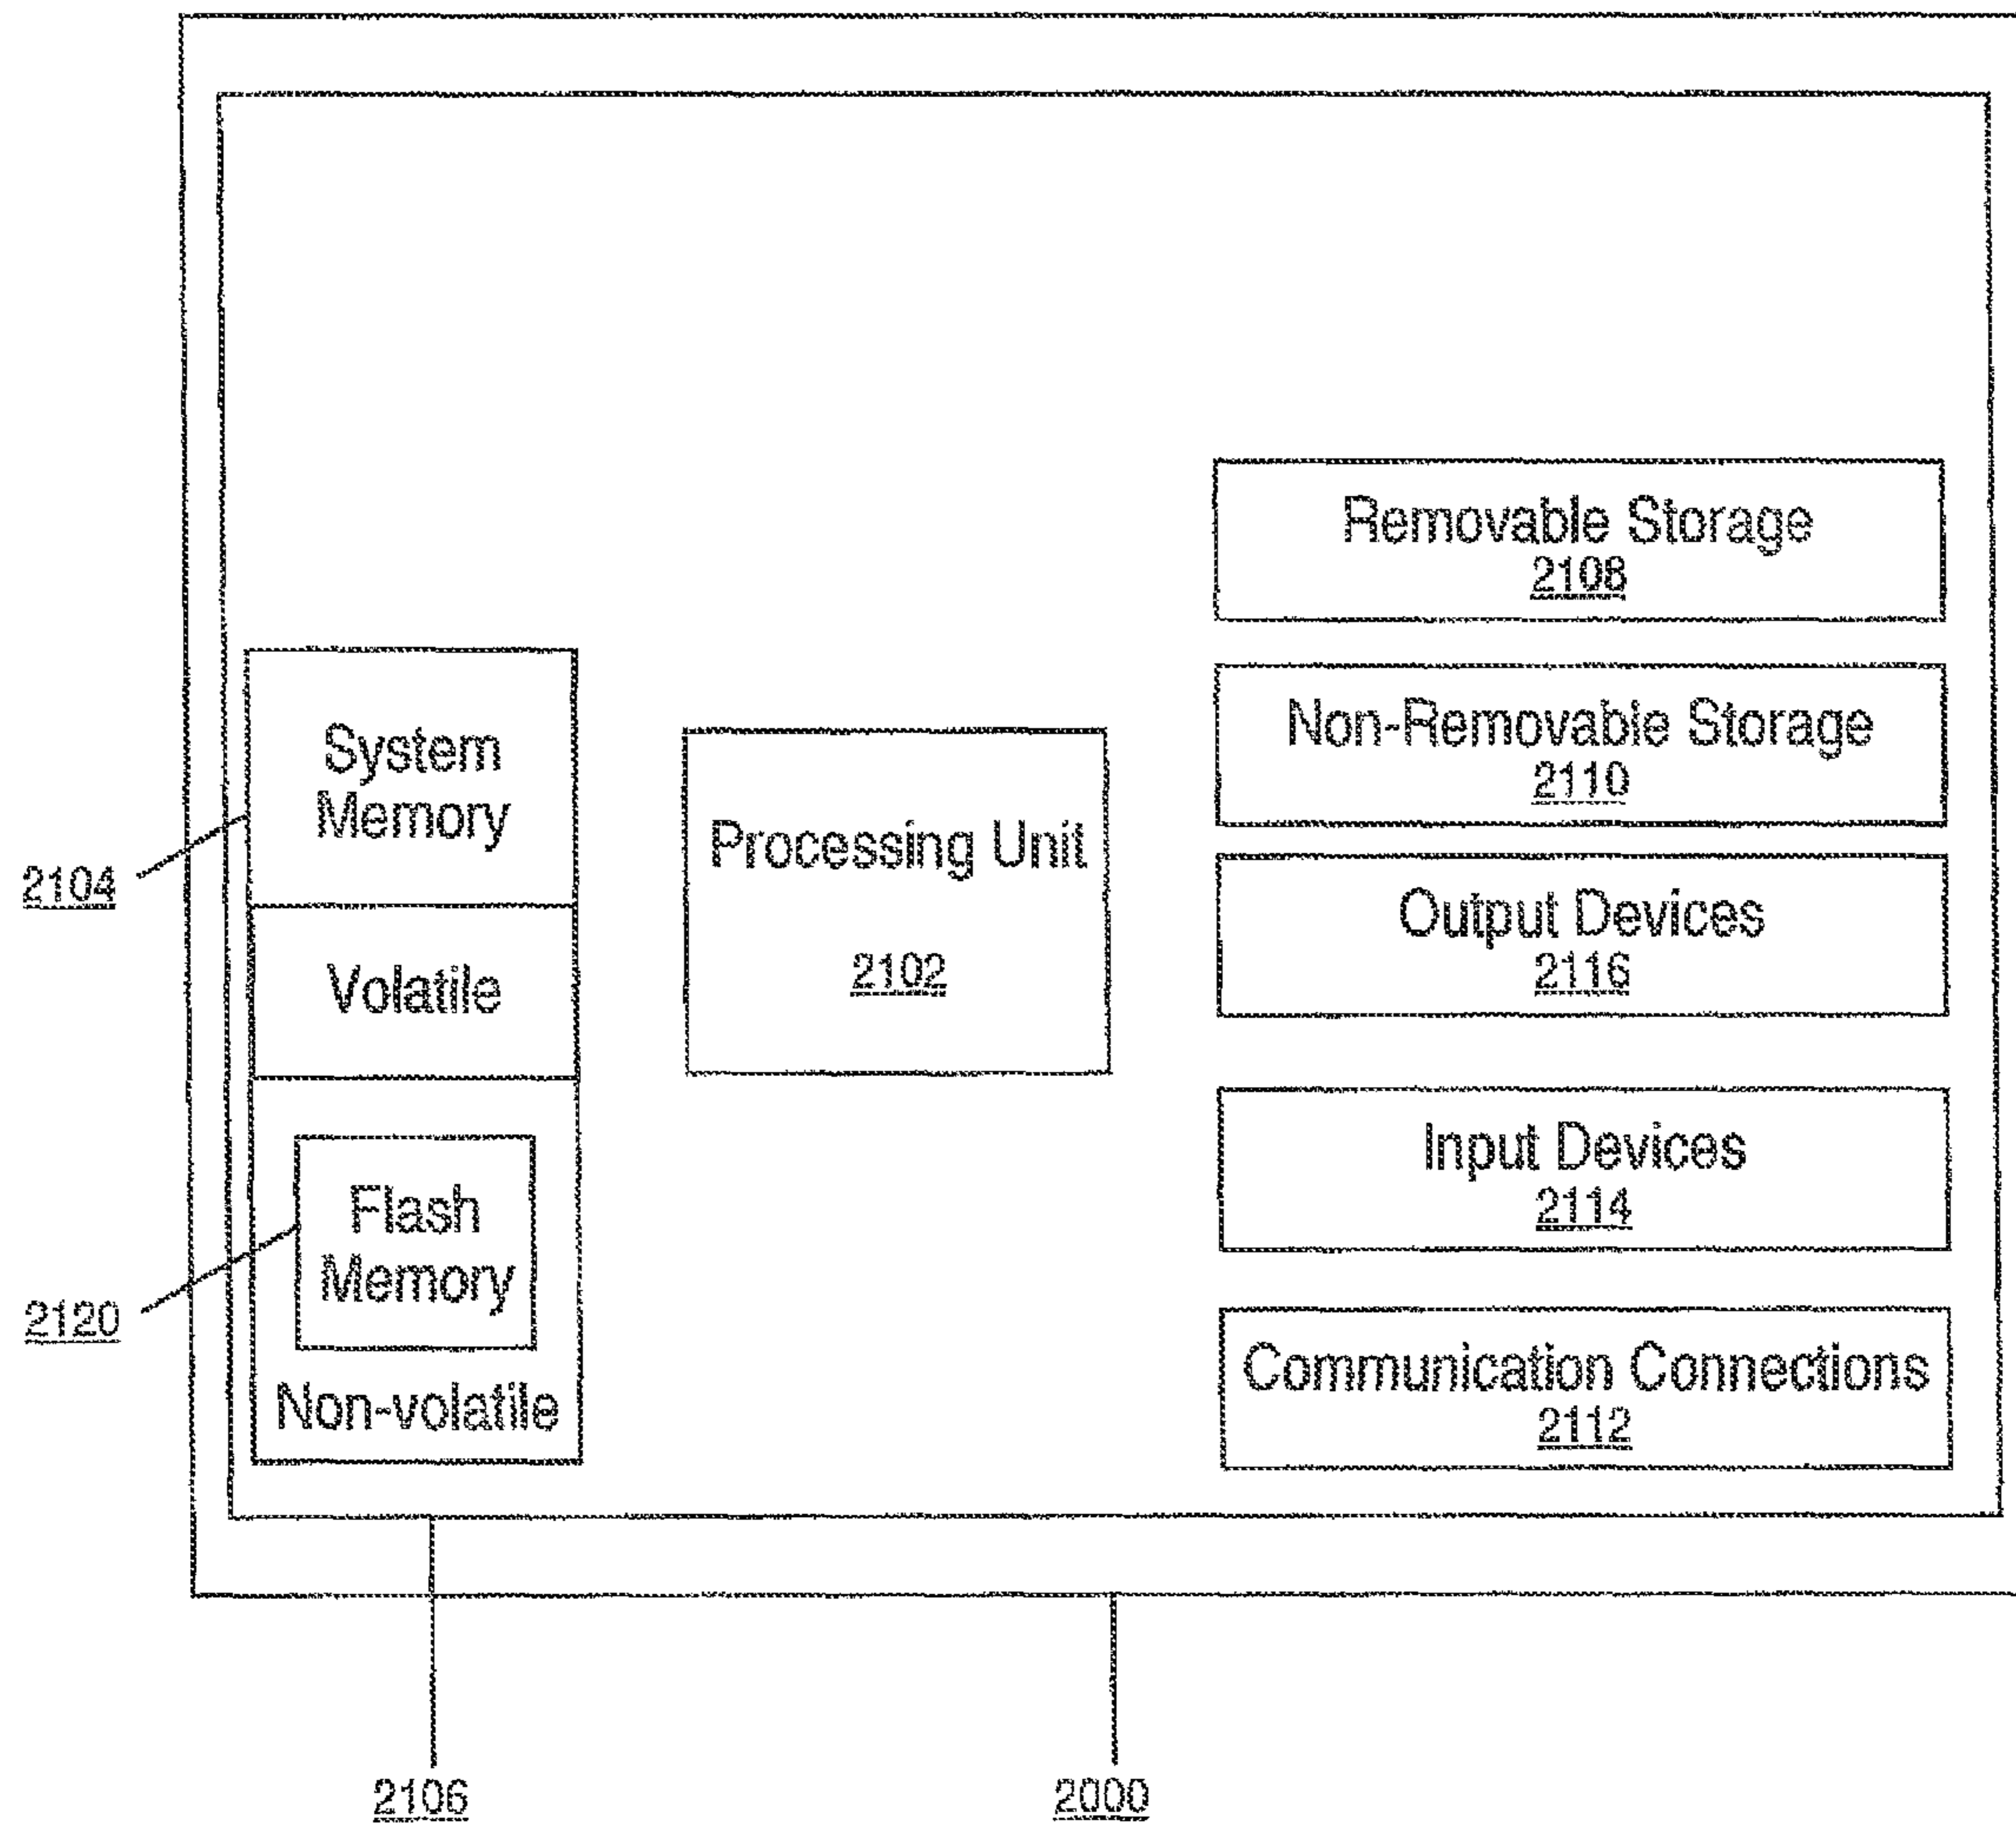 Removable Storage
2108
Non-Removable Storage
2110
Output Devices
2116
Input Devices
2114
Communication Connections
2112
Processing Unit
2102
System
Memory
Volatile
Flash
Memory
Non-volatile
2104
2120
2106
2000